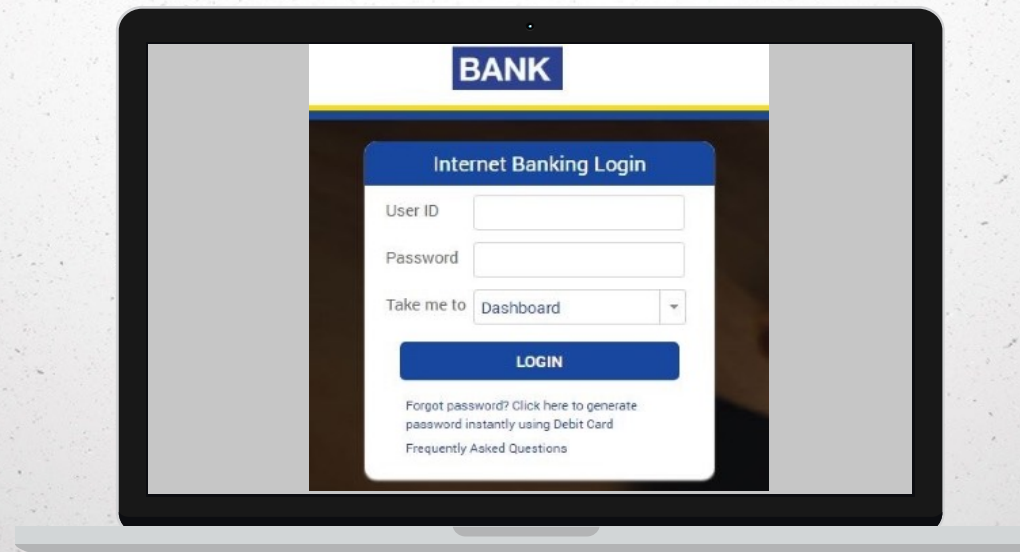 BANK
Internet Banking Login
User ID
Password
Take me to Dashboard
LOGIN
Forgot password? Click here to generate
password instantly using Debit Card
Frequently Asked Questions